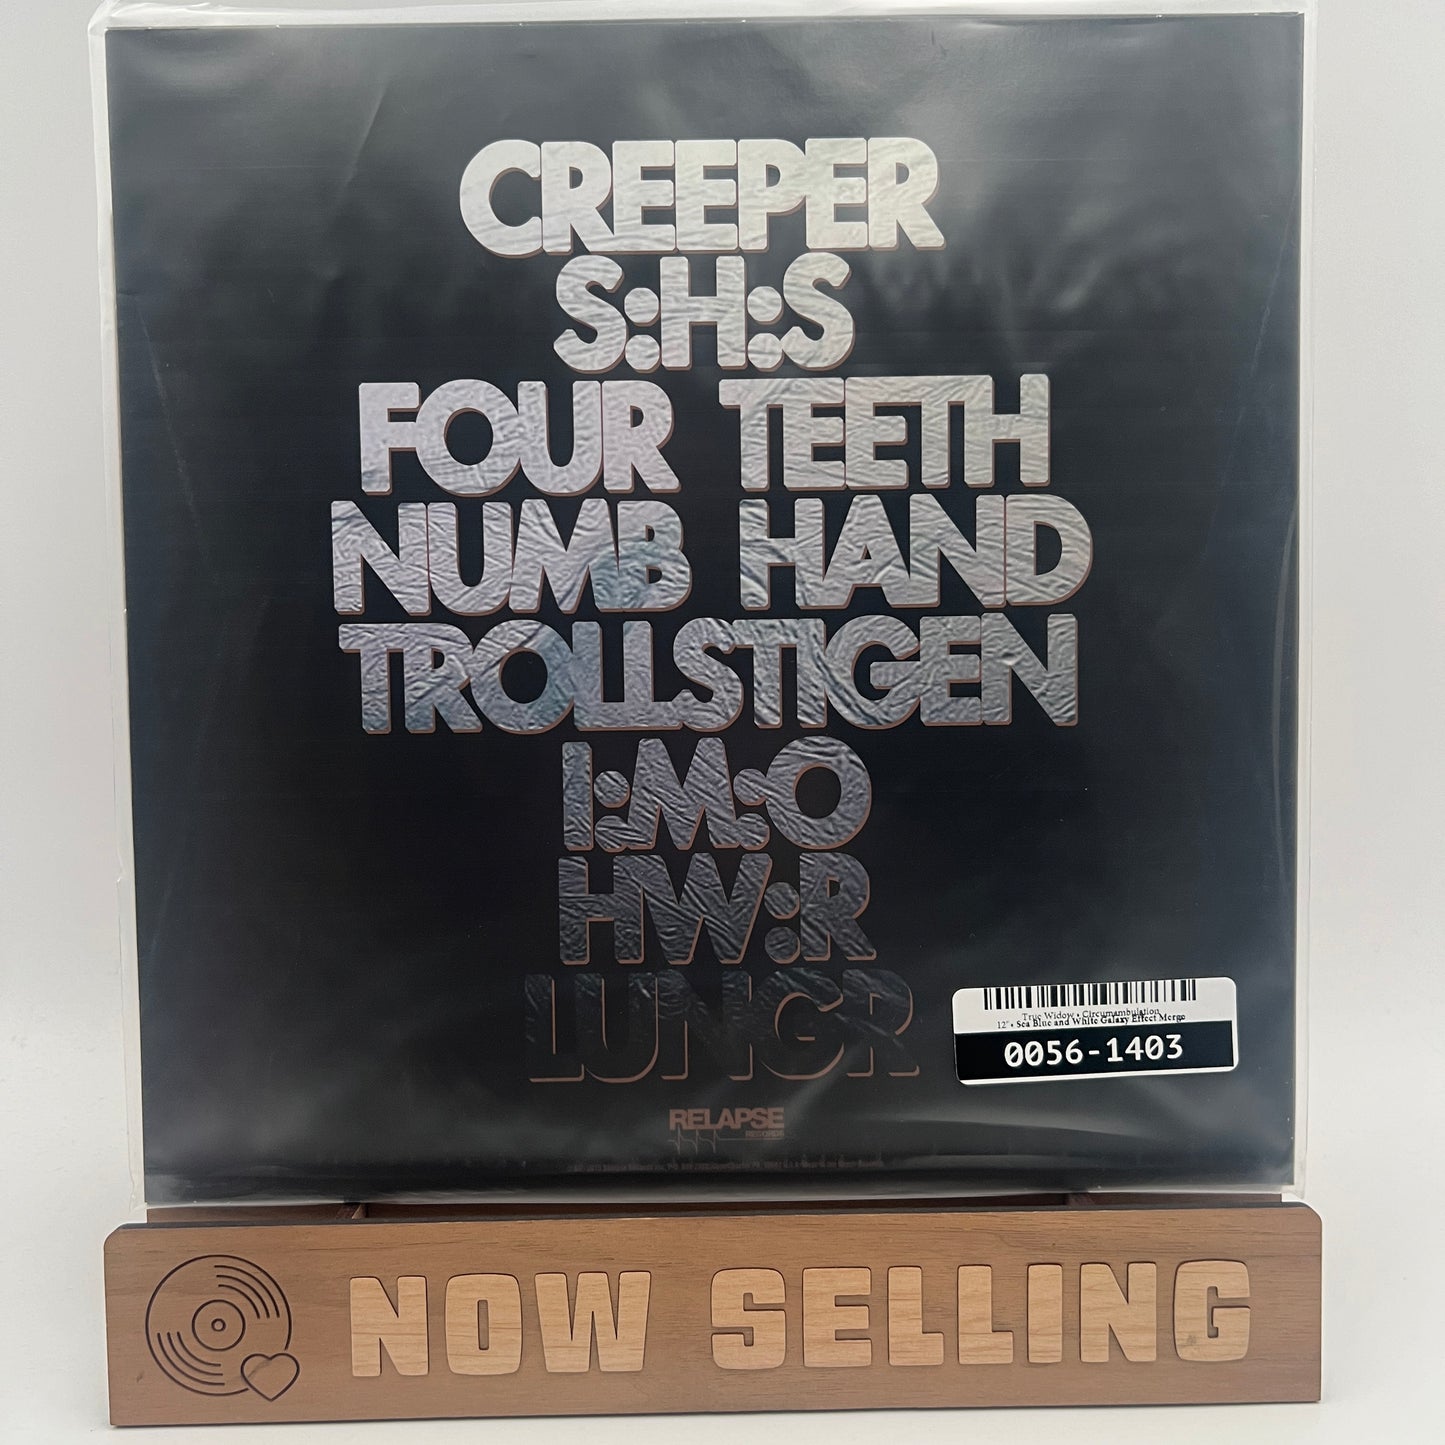 CREEPER
S:H:S
FOUR TEETH
NUMB HAND
TROLLSTIGEN
I:M:O
HW:R
LUNGR
True Widow • Circumambulation
12" • Sea Blue and White Galaxy Effect Merge
0056-1403
RELAPSE
RECORDS
NOW SELLING